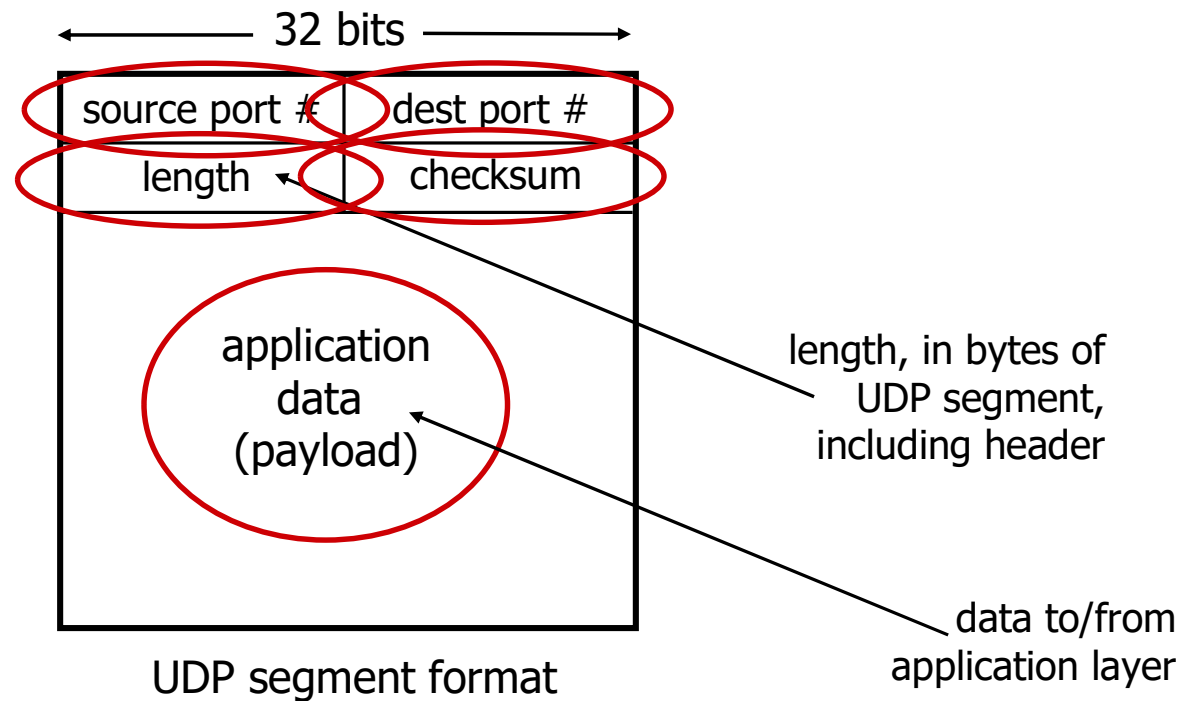 32 bits
source port #
dest port #
length
checksum
application
data
(payload)
length, in bytes of
UDP segment,
including header
data to/from
application layer
UDP segment format